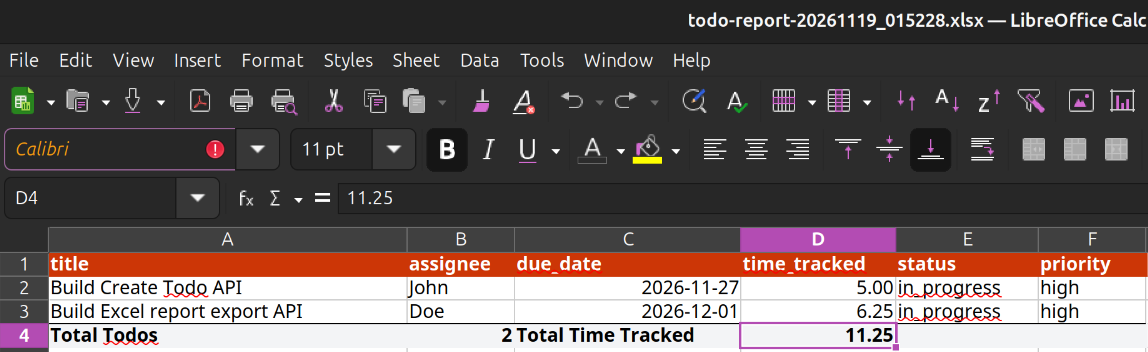 todo-report-20261119_015228.xlsx — LibreOffice Calc
File Edit View Insert Format Styles Sheet Data Tools Window Help
Calibri 11 pt B I U A
D4 fx Σ = 11.25
A B C D E F
1 title assignee due_date time_tracked status priority
2 Build Create Todo API John 2026-11-27 5.00 in_progress high
3 Build Excel report export API Doe 2026-12-01 6.25 in_progress high
4 Total Todos 2 Total Time Tracked 11.25